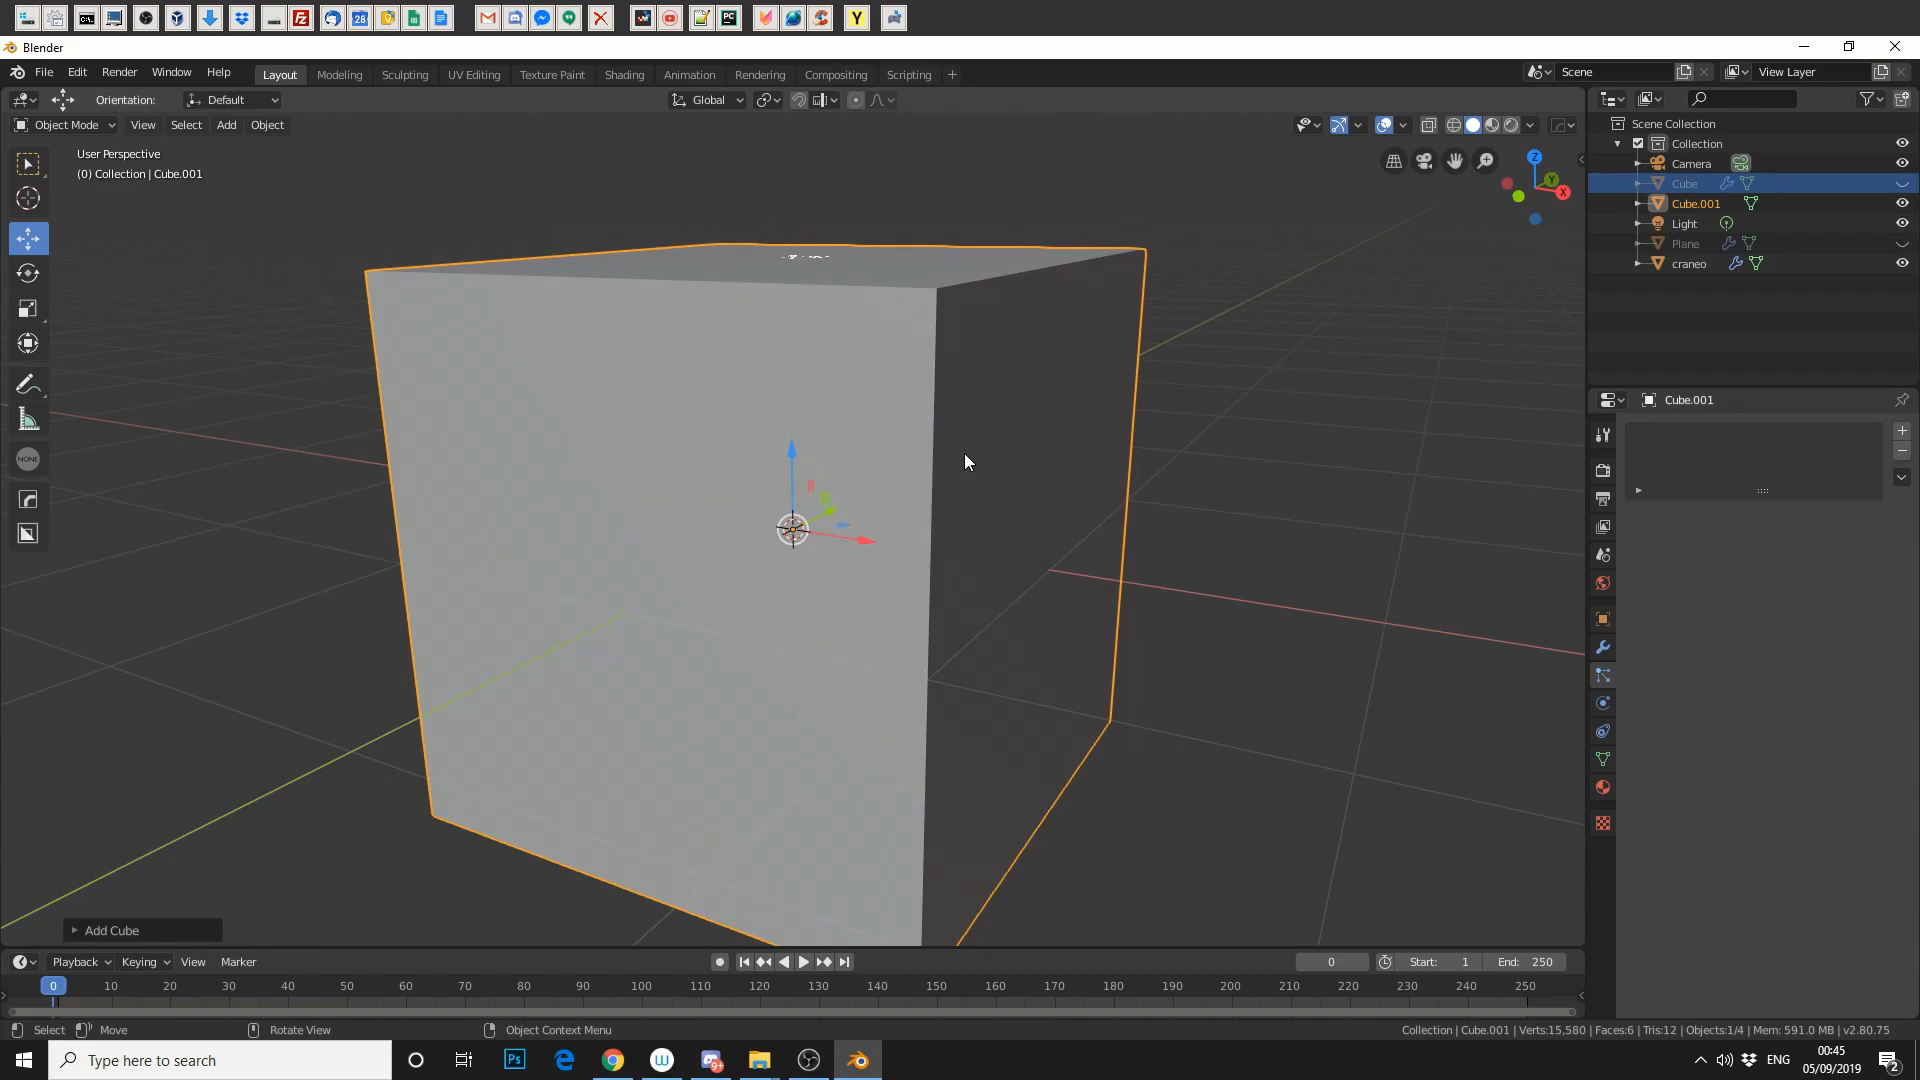 28
Y
Blender
File Edit Render Window Help
Layout Modeling Sculpting UV Editing Texture Paint Shading Animation Rendering Compositing Scripting +
Scene
View Layer
Orientation: Default
Global
Object Mode View Select Add Object
User Perspective
(0) Collection | Cube.001
Z
Y
X
Scene Collection
Collection
Camera
Cube
Cube.001
Light
Plane
craneo
Cube.001
NONE
Add Cube
Playback Keying View Marker
0
Start: 1
End: 250
0 10 20 30 40 50 60 70 80 90 100 110 120 130 140 150 160 170 180 190 200 210 220 230 240 250
Select Move Rotate View Object Context Menu
Collection | Cube.001 | Verts:15,580 | Faces:6 | Tris:12 | Objects:1/4 | Mem: 591.0 MB | v2.80.75
Type here to search
Ps
9+
ENG
00:45
05/09/2019
2